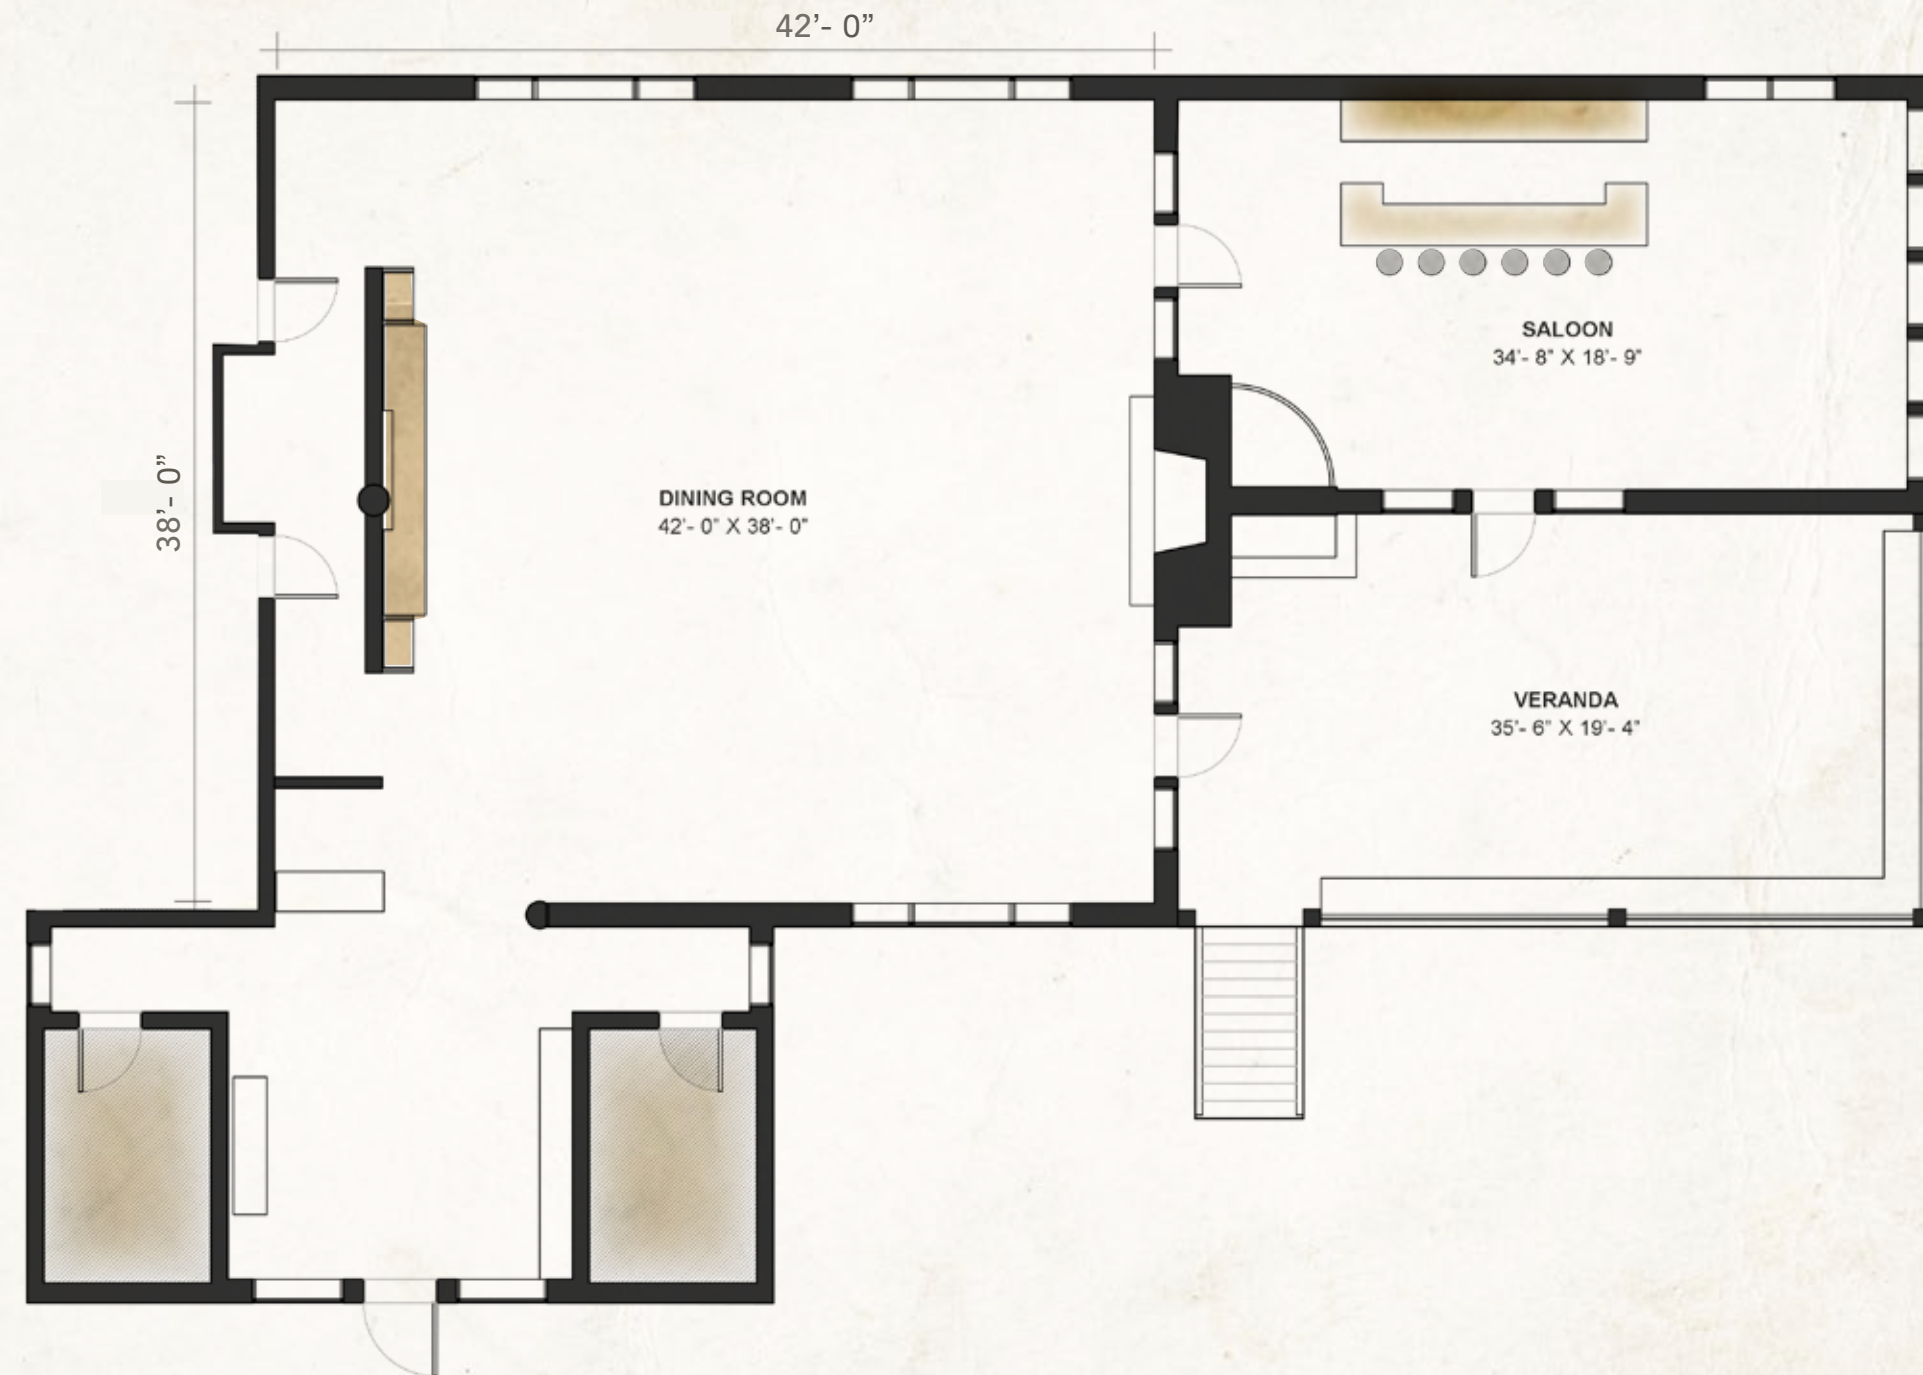 42’- 0”
38’- 0”
SALOON
34'- 8" X 18'- 9"
DINING ROOM
42'- 0" X 38'- 0"
VERANDA
35'- 6" X 19'- 4"